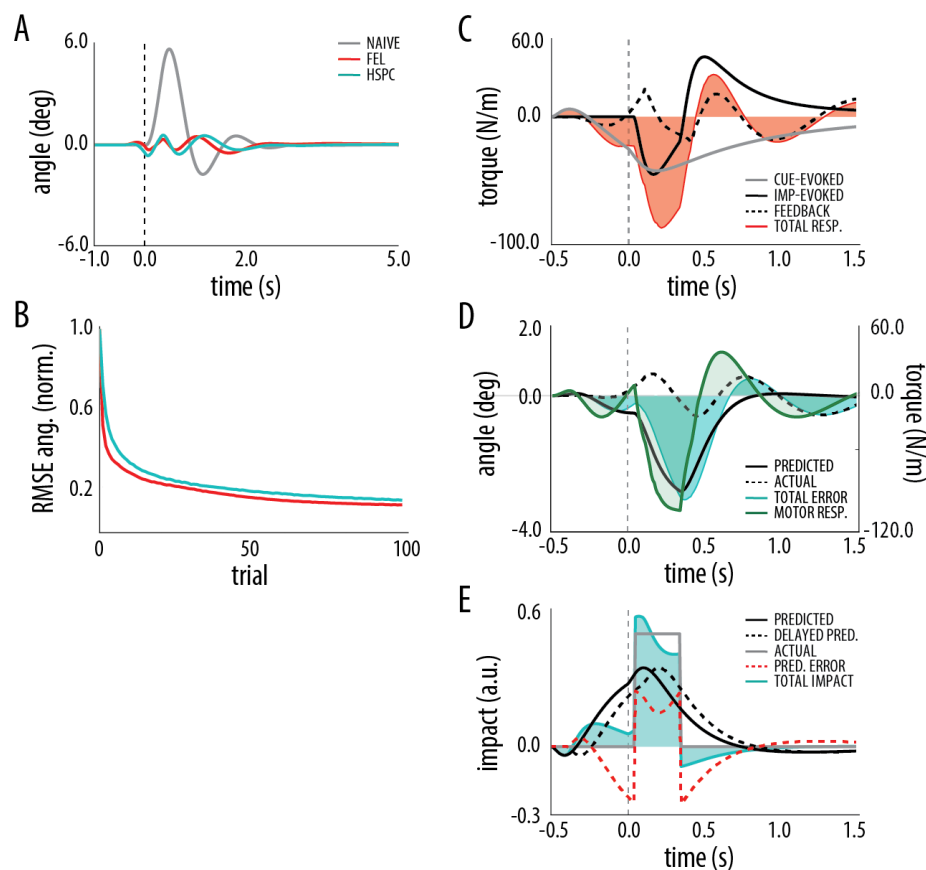 A
6.0
0.0
-6.0
angle (deg)
NAIVE
FEL
HSPC
-1.0 0.0 2.0 5.0
time (s)
B
1.0
0.6
0.2
RMSE ang. (norm.)
0 50 100
trial
C
60.0
0.0
-100.0
torque (N/m)
CUE-EVOKED
IMP-EVOKED
FEEDBACK
TOTAL RESP.
-0.5 0.0 0.5 1.0 1.5
time (s)
D
2.0
0.0
-4.0
angle (deg)
60.0
0.0
-120.0
torque (N/m)
PREDICTED
ACTUAL
TOTAL ERROR
MOTOR RESP.
-0.5 0.0 0.5 1.0 1.5
time (s)
E
0.6
0.0
-0.3
impact (a.u.)
PREDICTED
DELAYED PRED.
ACTUAL
PRED. ERROR
TOTAL IMPACT
-0.5 0.0 0.5 1.0 1.5
time (s)